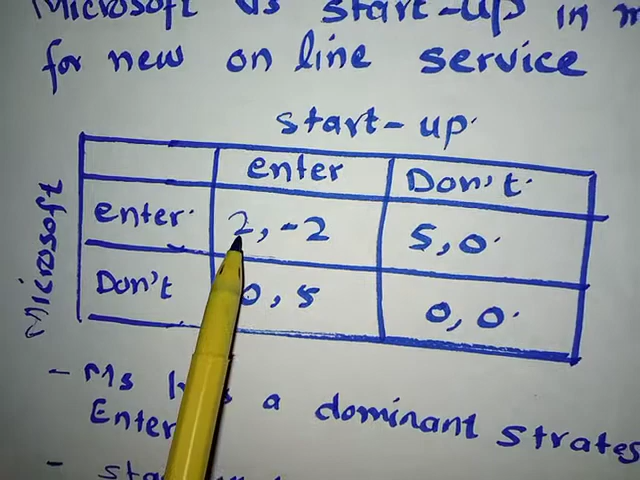 Microsoft Vs start-up in
for new on line service
start-up.
enter Don't.
Microsoft
enter. 2, -2 5, 0.
Don't 0, 5 0, 0.
- Ms a dominant
Enter
-